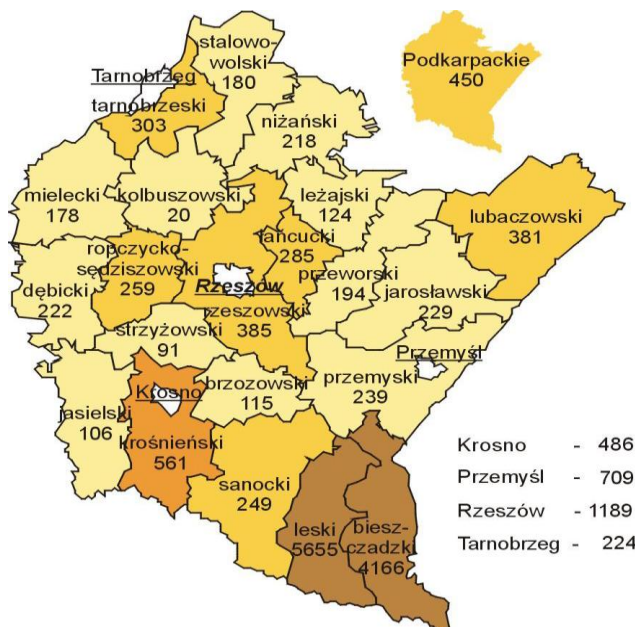 stalowo-
wolski
180
Podkarpackie
450
Tarnobrzeg
tarnobrzeski
303
niżański
218
mielecki
178
kolbuszowski
20
leżajski
124
lubaczowski
381
ropczycko-
sędziszowski
259
łańcucki
285
dębicki
222
Rzeszów
rzeszowski
385
przeworski
194
jarosławski
229
strzyżowski
91
Przemyśl
przemyski
239
Krosno
krośnieński
561
brzozowski
115
jasielski
106
sanocki
249
leski
5655
biesz-
czadzki
4166
Krosno - 486
Przemyśl - 709
Rzeszów - 1189
Tarnobrzeg - 224